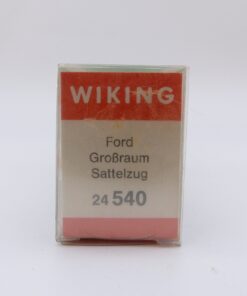 WIKING
Ford
Großraum
Sattelzug
24 540